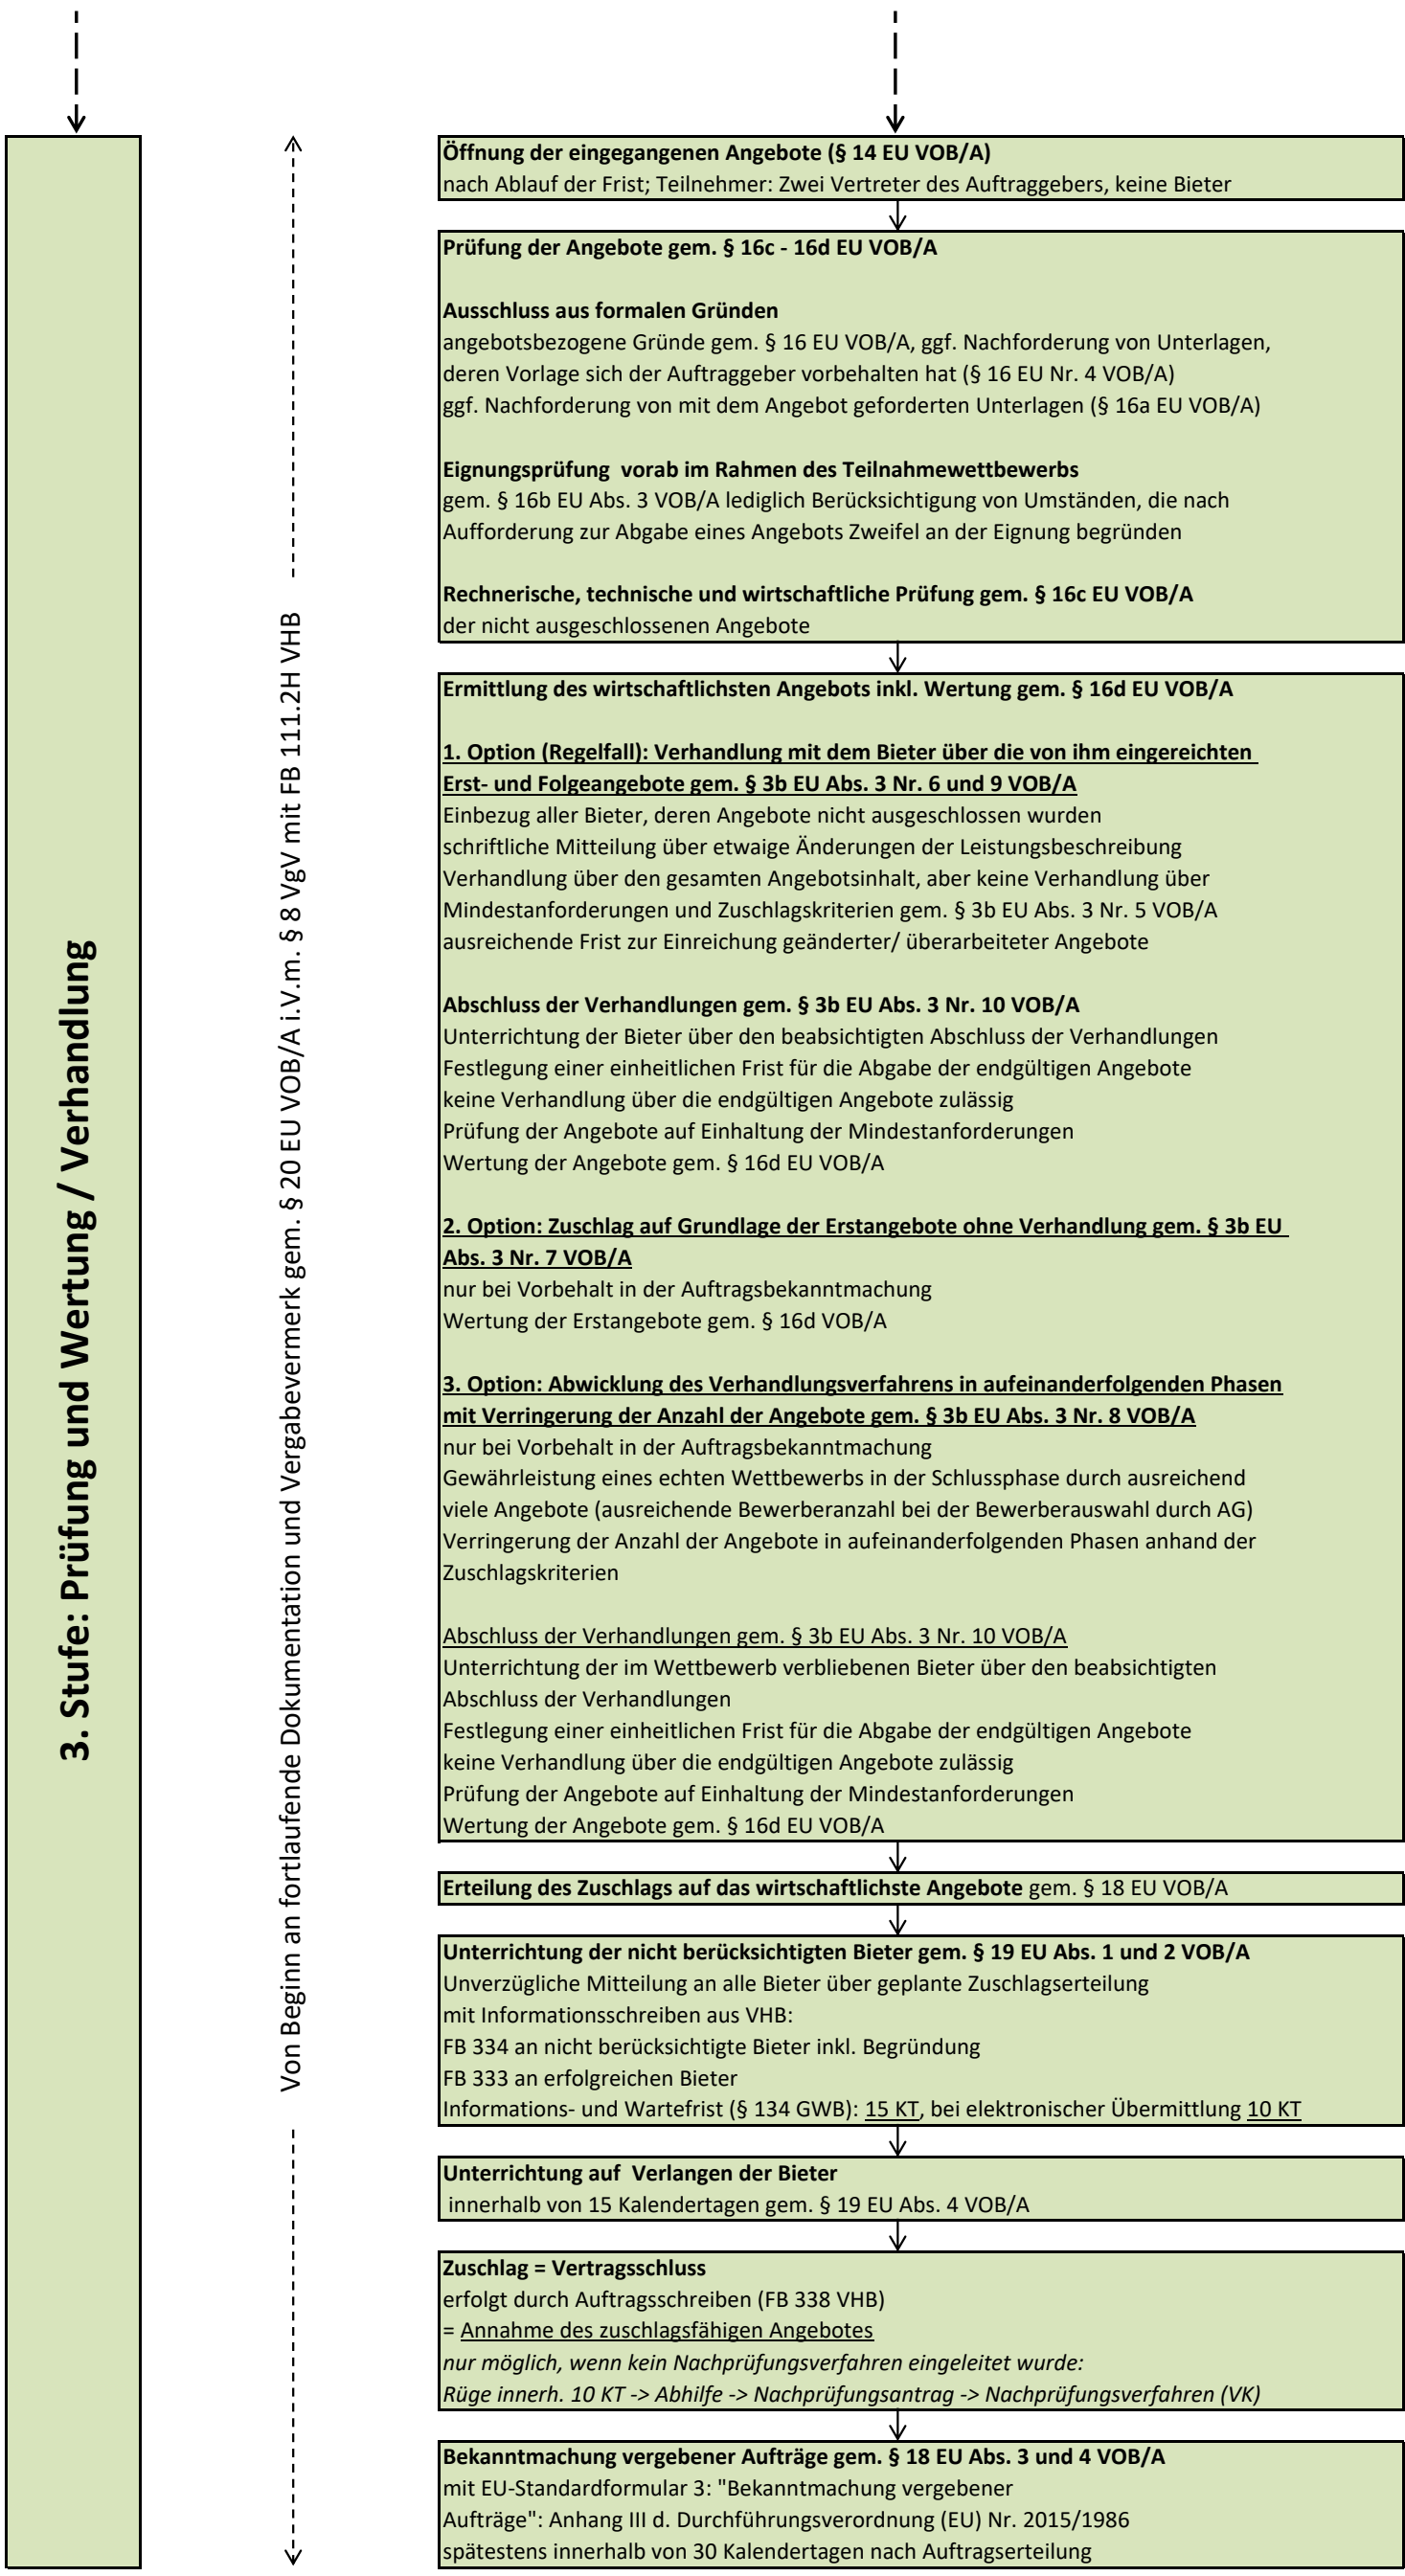 3. Stufe: Prüfung und Wertung / Verhandlung
Von Beginn an fortlaufende Dokumentation und Vergabevermerk gem. § 20 EU VOB/A i.V.m. § 8 VgV mit FB 111.2H VHB
Öffnung der eingegangenen Angebote (§ 14 EU VOB/A)
nach Ablauf der Frist; Teilnehmer: Zwei Vertreter des Auftraggebers, keine Bieter
Prüfung der Angebote gem. § 16c - 16d EU VOB/A
Ausschluss aus formalen Gründen
angebotsbezogene Gründe gem. § 16 EU VOB/A, ggf. Nachforderung von Unterlagen,
deren Vorlage sich der Auftraggeber vorbehalten hat (§ 16 EU Nr. 4 VOB/A)
ggf. Nachforderung von mit dem Angebot geforderten Unterlagen (§ 16a EU VOB/A)
Eignungsprüfung  vorab im Rahmen des Teilnahmewettbewerbs
gem. § 16b EU Abs. 3 VOB/A lediglich Berücksichtigung von Umständen, die nach
Aufforderung zur Abgabe eines Angebots Zweifel an der Eignung begründen
Rechnerische, technische und wirtschaftliche Prüfung gem. § 16c EU VOB/A
der nicht ausgeschlossenen Angebote
Ermittlung des wirtschaftlichsten Angebots inkl. Wertung gem. § 16d EU VOB/A
1. Option (Regelfall): Verhandlung mit dem Bieter über die von ihm eingereichten
Erst- und Folgeangebote gem. § 3b EU Abs. 3 Nr. 6 und 9 VOB/A
Einbezug aller Bieter, deren Angebote nicht ausgeschlossen wurden
schriftliche Mitteilung über etwaige Änderungen der Leistungsbeschreibung
Verhandlung über den gesamten Angebotsinhalt, aber keine Verhandlung über
Mindestanforderungen und Zuschlagskriterien gem. § 3b EU Abs. 3 Nr. 5 VOB/A
ausreichende Frist zur Einreichung geänderter/ überarbeiteter Angebote
Abschluss der Verhandlungen gem. § 3b EU Abs. 3 Nr. 10 VOB/A
Unterrichtung der Bieter über den beabsichtigten Abschluss der Verhandlungen
Festlegung einer einheitlichen Frist für die Abgabe der endgültigen Angebote
keine Verhandlung über die endgültigen Angebote zulässig
Prüfung der Angebote auf Einhaltung der Mindestanforderungen
Wertung der Angebote gem. § 16d EU VOB/A
2. Option: Zuschlag auf Grundlage der Erstangebote ohne Verhandlung gem. § 3b EU
Abs. 3 Nr. 7 VOB/A
nur bei Vorbehalt in der Auftragsbekanntmachung
Wertung der Erstangebote gem. § 16d VOB/A
3. Option: Abwicklung des Verhandlungsverfahrens in aufeinanderfolgenden Phasen
mit Verringerung der Anzahl der Angebote gem. § 3b EU Abs. 3 Nr. 8 VOB/A
nur bei Vorbehalt in der Auftragsbekanntmachung
Gewährleistung eines echten Wettbewerbs in der Schlussphase durch ausreichend
viele Angebote (ausreichende Bewerberanzahl bei der Bewerberauswahl durch AG)
Verringerung der Anzahl der Angebote in aufeinanderfolgenden Phasen anhand der
Zuschlagskriterien
Abschluss der Verhandlungen gem. § 3b EU Abs. 3 Nr. 10 VOB/A
Unterrichtung der im Wettbewerb verbliebenen Bieter über den beabsichtigten
Abschluss der Verhandlungen
Festlegung einer einheitlichen Frist für die Abgabe der endgültigen Angebote
keine Verhandlung über die endgültigen Angebote zulässig
Prüfung der Angebote auf Einhaltung der Mindestanforderungen
Wertung der Angebote gem. § 16d EU VOB/A
Erteilung des Zuschlags auf das wirtschaftlichste Angebote gem. § 18 EU VOB/A
Unterrichtung der nicht berücksichtigten Bieter gem. § 19 EU Abs. 1 und 2 VOB/A
Unverzügliche Mitteilung an alle Bieter über geplante Zuschlagserteilung
mit Informationsschreiben aus VHB:
FB 334 an nicht berücksichtigte Bieter inkl. Begründung
FB 333 an erfolgreichen Bieter
Informations- und Wartefrist (§ 134 GWB): 15 KT, bei elektronischer Übermittlung 10 KT
Unterrichtung auf  Verlangen der Bieter
innerhalb von 15 Kalendertagen gem. § 19 EU Abs. 4 VOB/A
Zuschlag = Vertragsschluss
erfolgt durch Auftragsschreiben (FB 338 VHB)
= Annahme des zuschlagsfähigen Angebotes
nur möglich, wenn kein Nachprüfungsverfahren eingeleitet wurde:
Rüge innerh. 10 KT -> Abhilfe -> Nachprüfungsantrag -> Nachprüfungsverfahren (VK)
Bekanntmachung vergebener Aufträge gem. § 18 EU Abs. 3 und 4 VOB/A
mit EU-Standardformular 3: "Bekanntmachung vergebener
Aufträge": Anhang III d. Durchführungsverordnung (EU) Nr. 2015/1986
spätestens innerhalb von 30 Kalendertagen nach Auftragserteilung